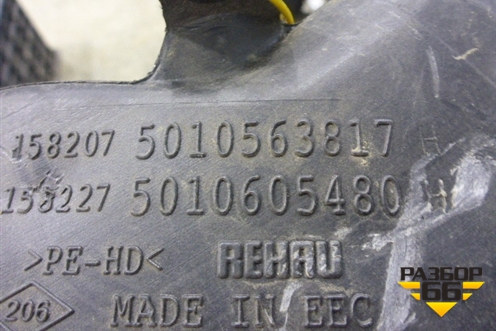 158207 5010563817 H
158227 5010605480 H
>PE-HD< REHAU
206 MADE IN EEC
РАЗБОР
66